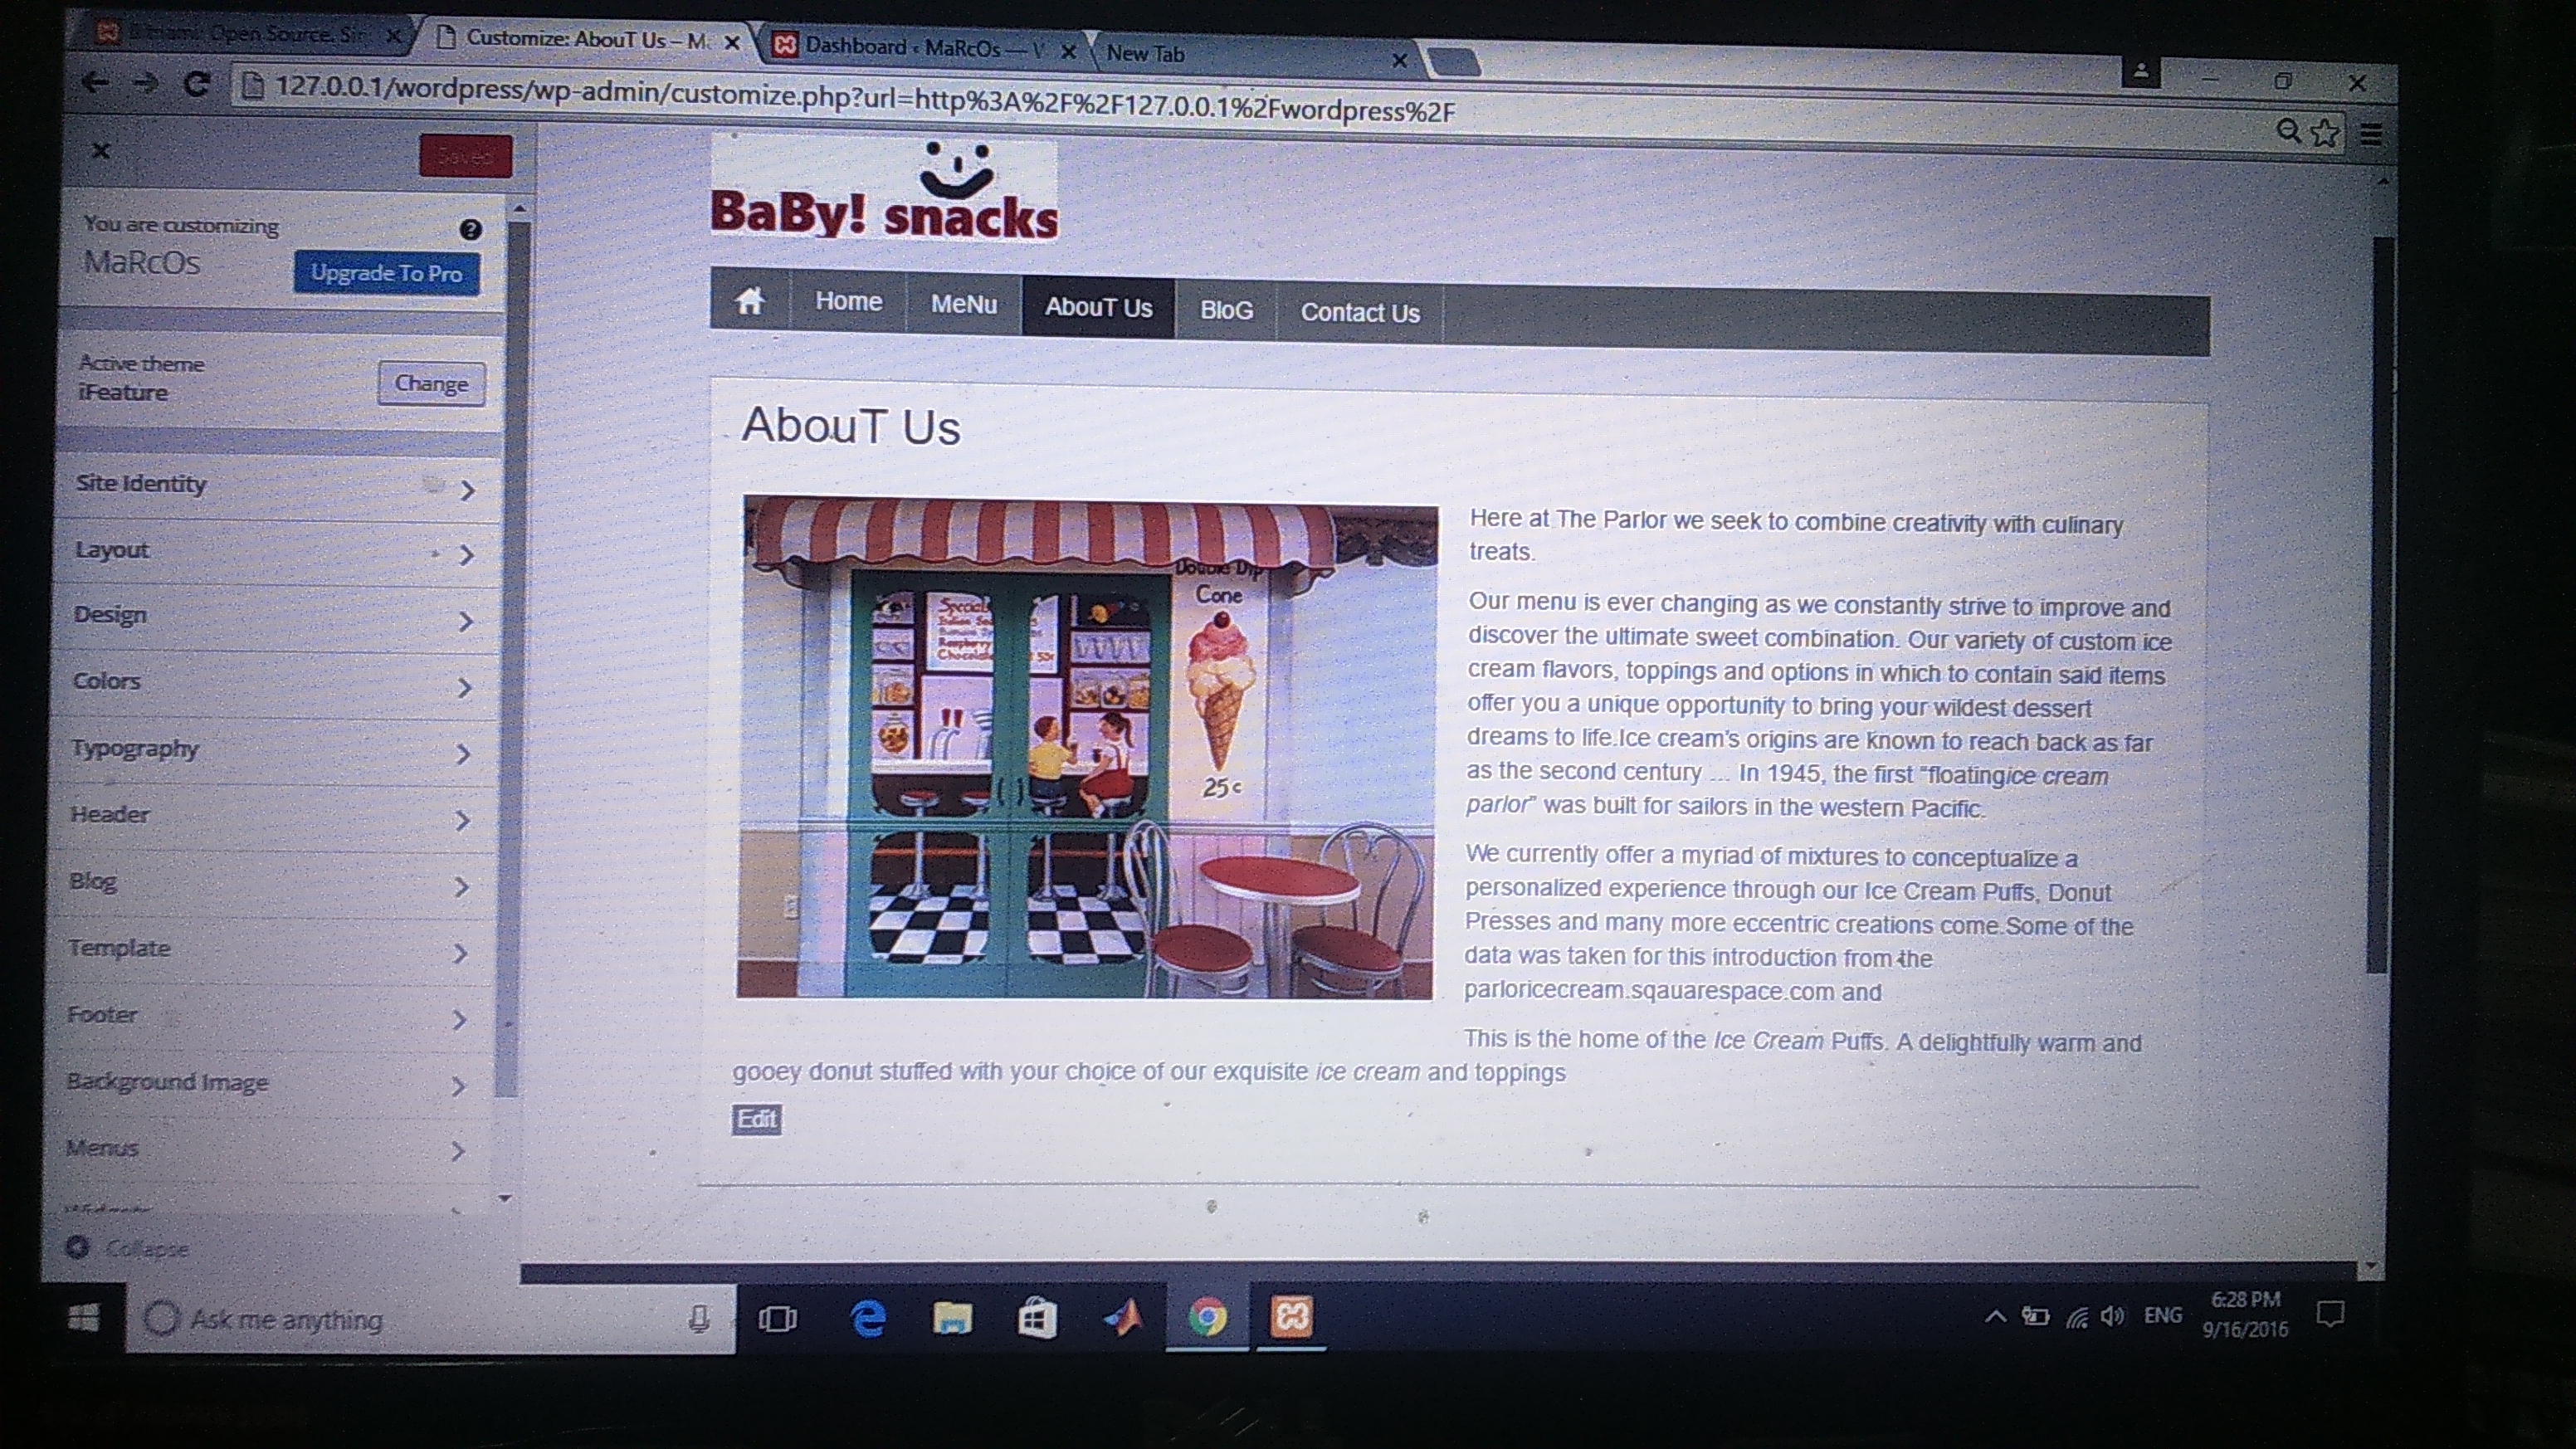 Open Source. Sir
Customize: AbouT Us – M
Dashboard ‹ MaRcOs —
New Tab
127.0.0.1/wordpress/wp-admin/customize.php?url=http%3A%2F%2F127.0.0.1%2Fwordpress%2F
Saved
You are customizing
MaRcOs
Upgrade To Pro
Active theme
iFeature
Change
Site Identity
Layout
Design
Colors
Typography
Header
Blog
Template
Footer
Background Image
Menus
Collapse
BaBy! snacks
Home
MeNu
AbouT Us
BloG
Contact Us
AbouT Us
Double Dip
Cone
25c
Specials
Here at The Parlor we seek to combine creativity with culinary
treats.
Our menu is ever changing as we constantly strive to improve and
discover the ultimate sweet combination. Our variety of custom ice
cream flavors, toppings and options in which to contain said items
offer you a unique opportunity to bring your wildest dessert
dreams to life.Ice cream's origins are known to reach back as far
as the second century ... In 1945, the first “floatingice cream
parlor” was built for sailors in the western Pacific.
We currently offer a myriad of mixtures to conceptualize a
personalized experience through our Ice Cream Puffs, Donut
Presses and many more eccentric creations come.Some of the
data was taken for this introduction from the
parloricecream.sqauarespace.com and
This is the home of the Ice Cream Puffs. A delightfully warm and
gooey donut stuffed with your choice of our exquisite ice cream and toppings
Edit
Ask me anything
ENG
6:28 PM
9/16/2016